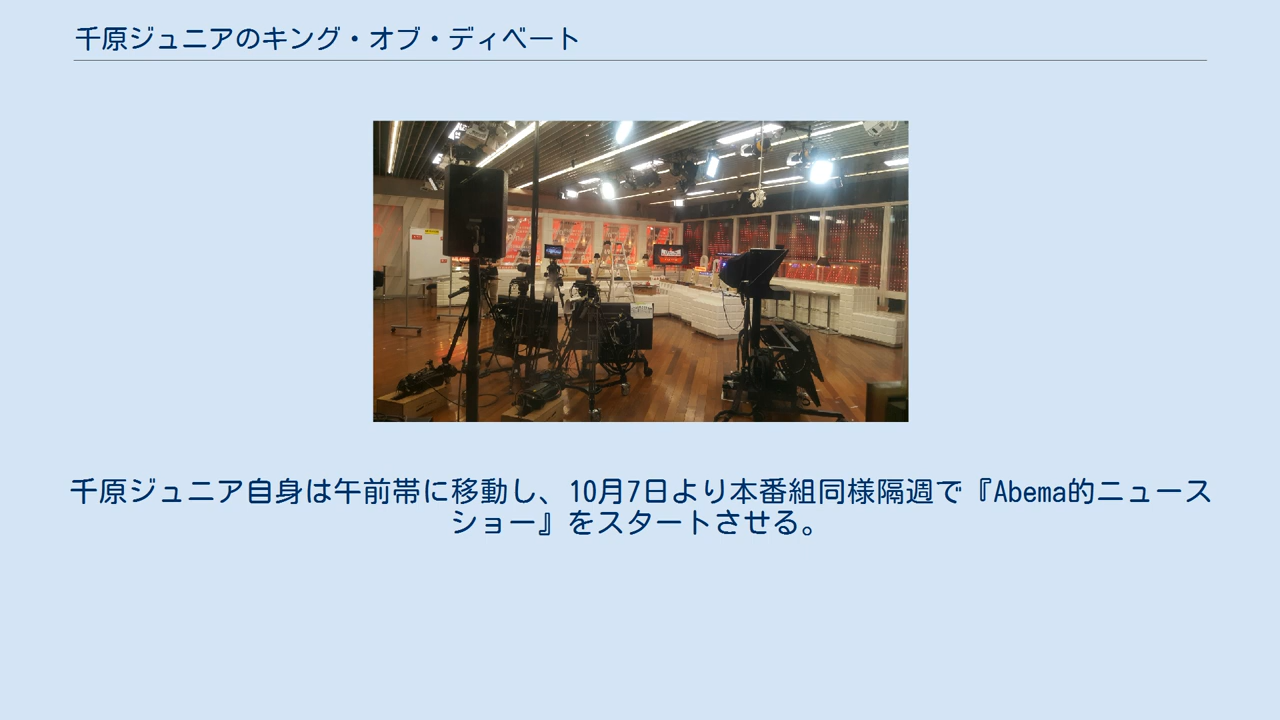 千原ジュニアのキング・オブ・ディベート
千原ジュニア自身は午前帯に移動し、10月7日より本番組同様隔週で『Abema的ニュース
ショー』をスタートさせる。